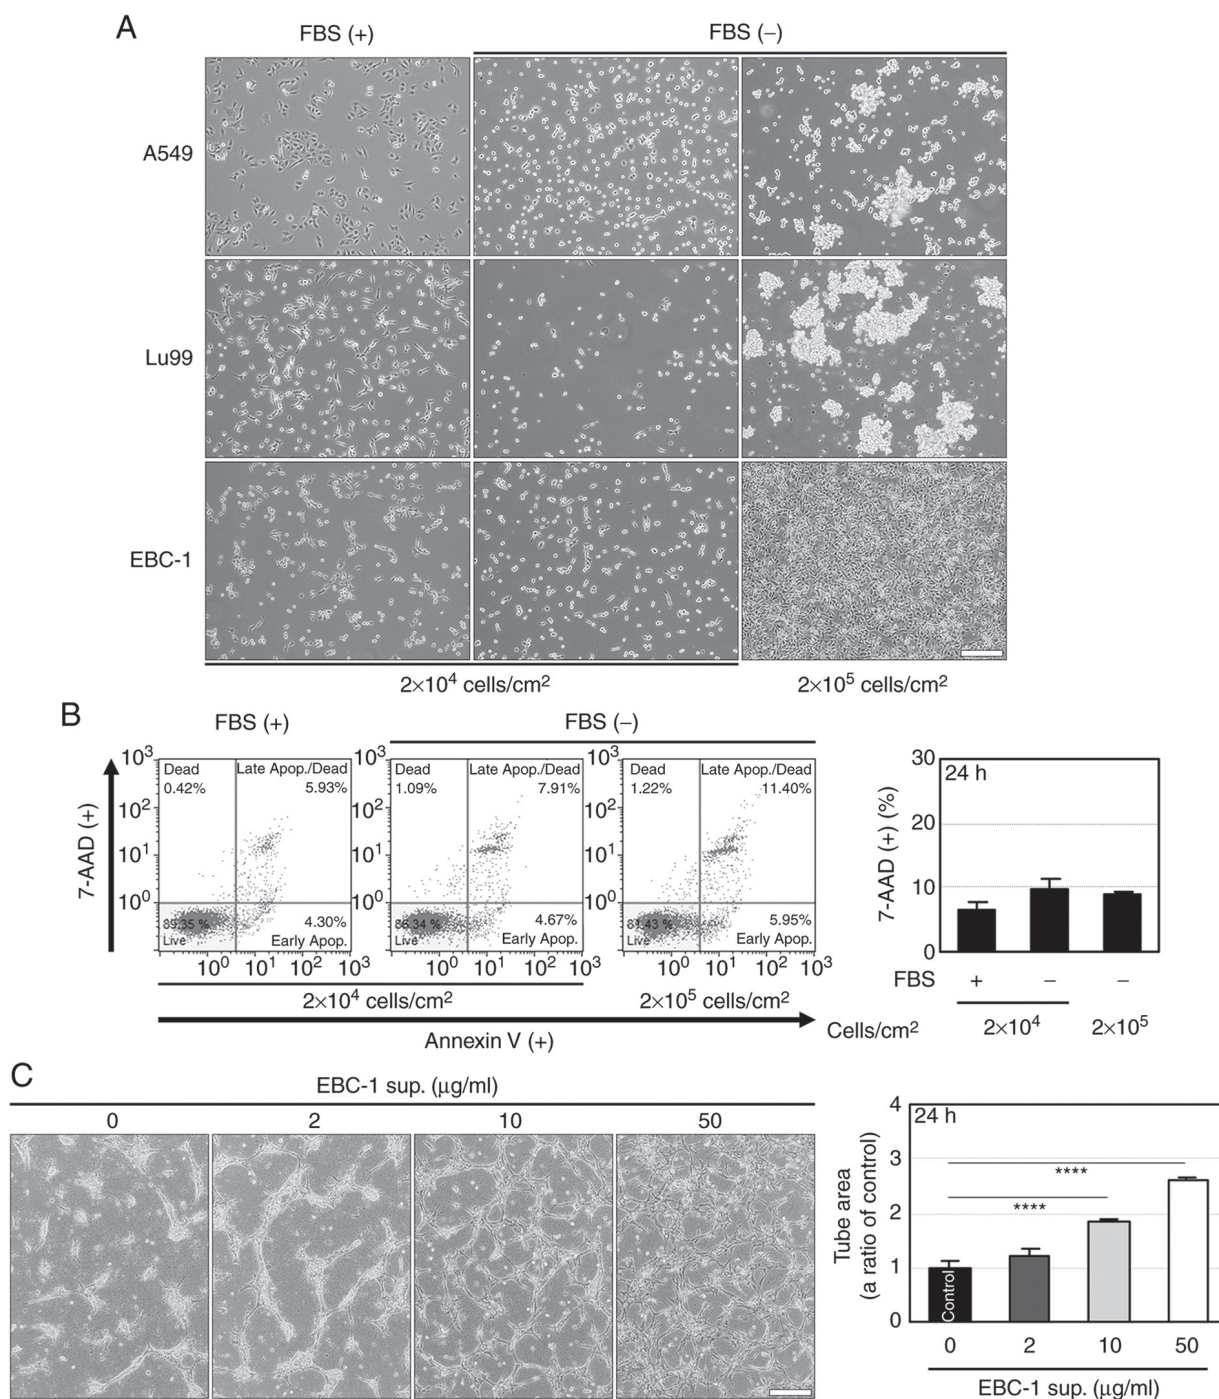 A
FBS (+)
FBS (−)
A549
Lu99
EBC-1
2×10⁴ cells/cm²
2×10⁵ cells/cm²
B
FBS (+)
FBS (−)
7-AAD (+)
10³
10²
10¹
10⁰
Dead
0.42%
Late Apop./Dead
5.93%
89.35 %
Live
4.30%
Early Apop.
10⁰ 10¹ 10² 10³
10³
10²
10¹
10⁰
Dead
1.09%
Late Apop./Dead
7.91%
86.34 %
Live
4.67%
Early Apop.
10⁰ 10¹ 10² 10³
10³
10²
10¹
10⁰
Dead
1.22%
Late Apop./Dead
11.40%
81.43 %
Live
5.95%
Early Apop.
10⁰ 10¹ 10² 10³
2×10⁴ cells/cm²
2×10⁵ cells/cm²
Annexin V (+)
24 h
7-AAD (+) (%)
30
20
10
0
FBS + − −
Cells/cm² 2×10⁴ 2×10⁵
C
EBC-1 sup. (μg/ml)
0 2 10 50
24 h
Tube area
(a ratio of control)
4
3
2
1
0
****
****
Control
0 2 10 50
EBC-1 sup. (μg/ml)